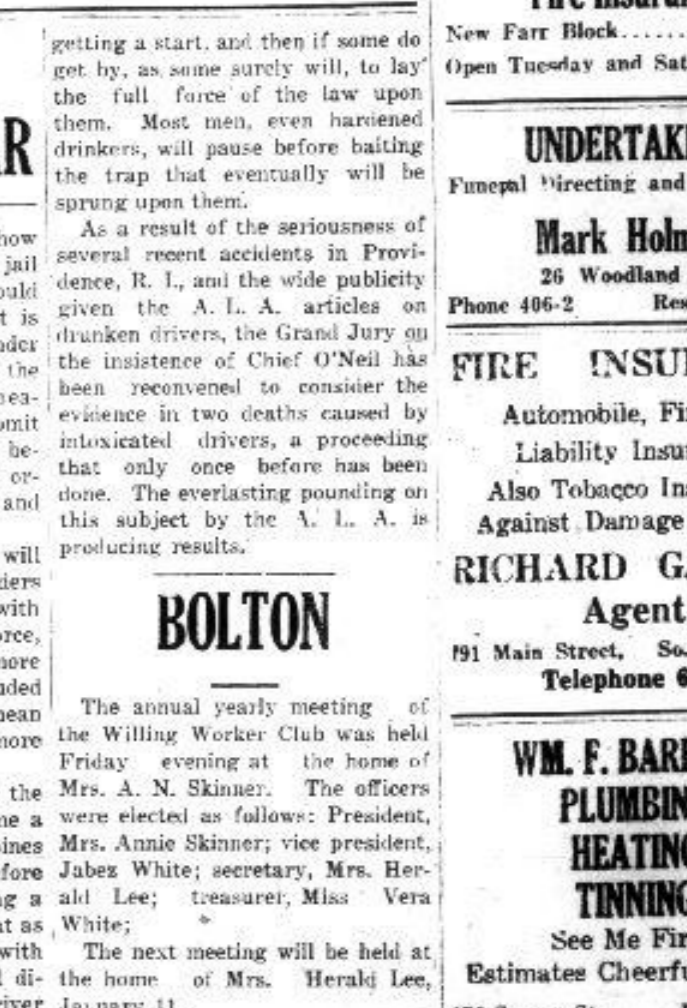 getting a start, and then if some do
get by, as some surely will, to lay
the full force of the law upon
them. Most men, even hardened
drinkers, will pause before baiting
the trap that eventually will be
sprung upon them.
As a result of the seriousness of
several recent accidents in Provi-
dence, R. I., and the wide publicity
given the A. L. A. articles on
drunken drivers, the Grand Jury on
the insistence of Chief O'Neil has
been reconvened to consider the
evidence in two deaths caused by
intoxicated drivers, a proceeding
that only once before has been
done. The everlasting pounding on
this subject by the A. L. A. is
producing results.
BOLTON
The annual yearly meeting of
the Willing Worker Club was held
Friday evening at the home of
Mrs. A. N. Skinner. The officers
were elected as follows: President,
Mrs. Annie Skinner; vice president,
Jabez White; secretary, Mrs. Her-
ald Lee; treasurer, Miss Vera
White;
The next meeting will be held at
the home of Mrs. Herald Lee,
January 11
New Farr Block......
Open Tuesday and Sat
UNDERTAK
Funeral Directing and
Mark Holm
26 Woodland
Phone 406-2 Res
FIRE INSU
Automobile, Fi
Liability Insu
Also Tobacco In
Against Damage
RICHARD G
Agent
791 Main Street, So.
Telephone 6
WM. F. BAR
PLUMBIN
HEATING
TINNING
See Me Fir
Estimates Cheerfu